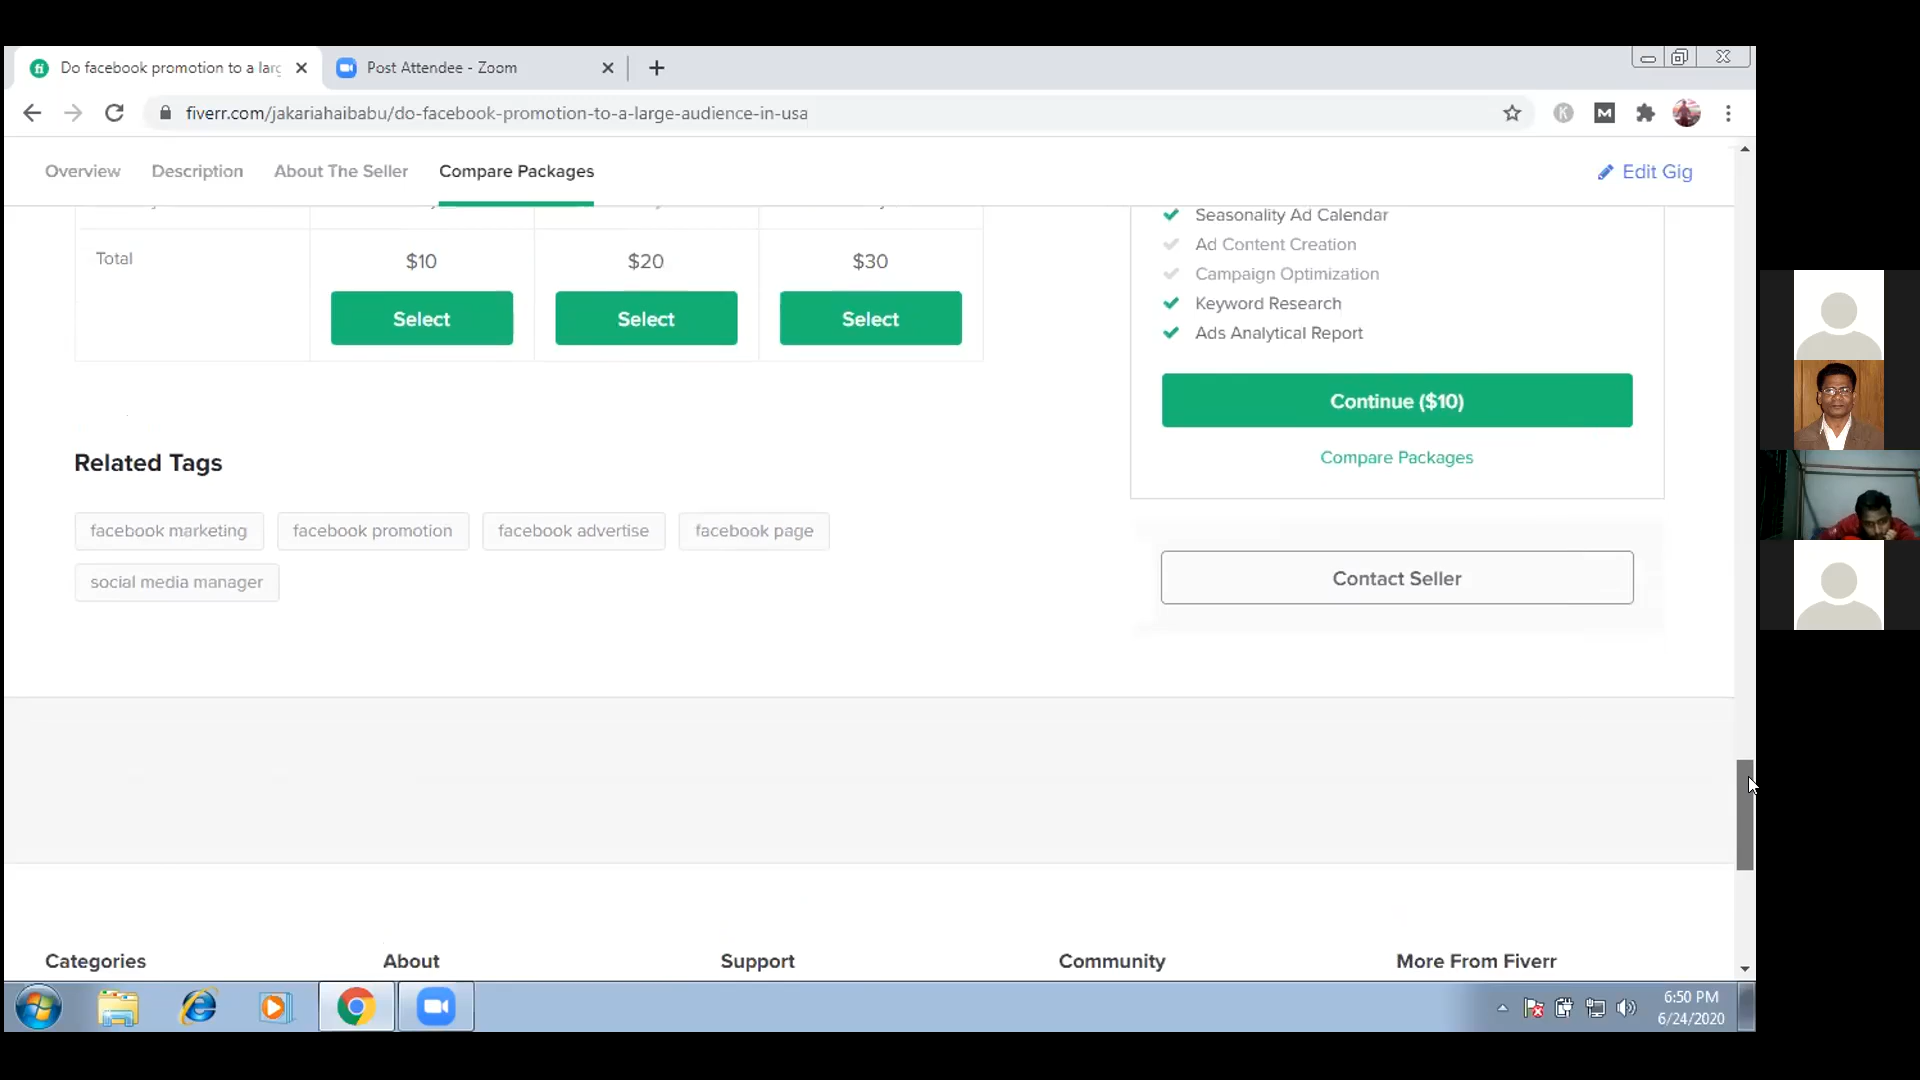 Do facebook promotion to a larg
Post Attendee - Zoom
fiverr.com/jakariahaibabu/do-facebook-promotion-to-a-large-audience-in-usa
Overview Description About The Seller Compare Packages Edit Gig
Seasonality Ad Calendar
Ad Content Creation
Campaign Optimization
Keyword Research
Ads Analytical Report
Total $10 $20 $30
Select Select Select
Continue ($10)
Compare Packages
Related Tags
facebook marketing facebook promotion facebook advertise facebook page
social media manager
Contact Seller
Categories About Support Community More From Fiverr
6:50 PM
6/24/2020